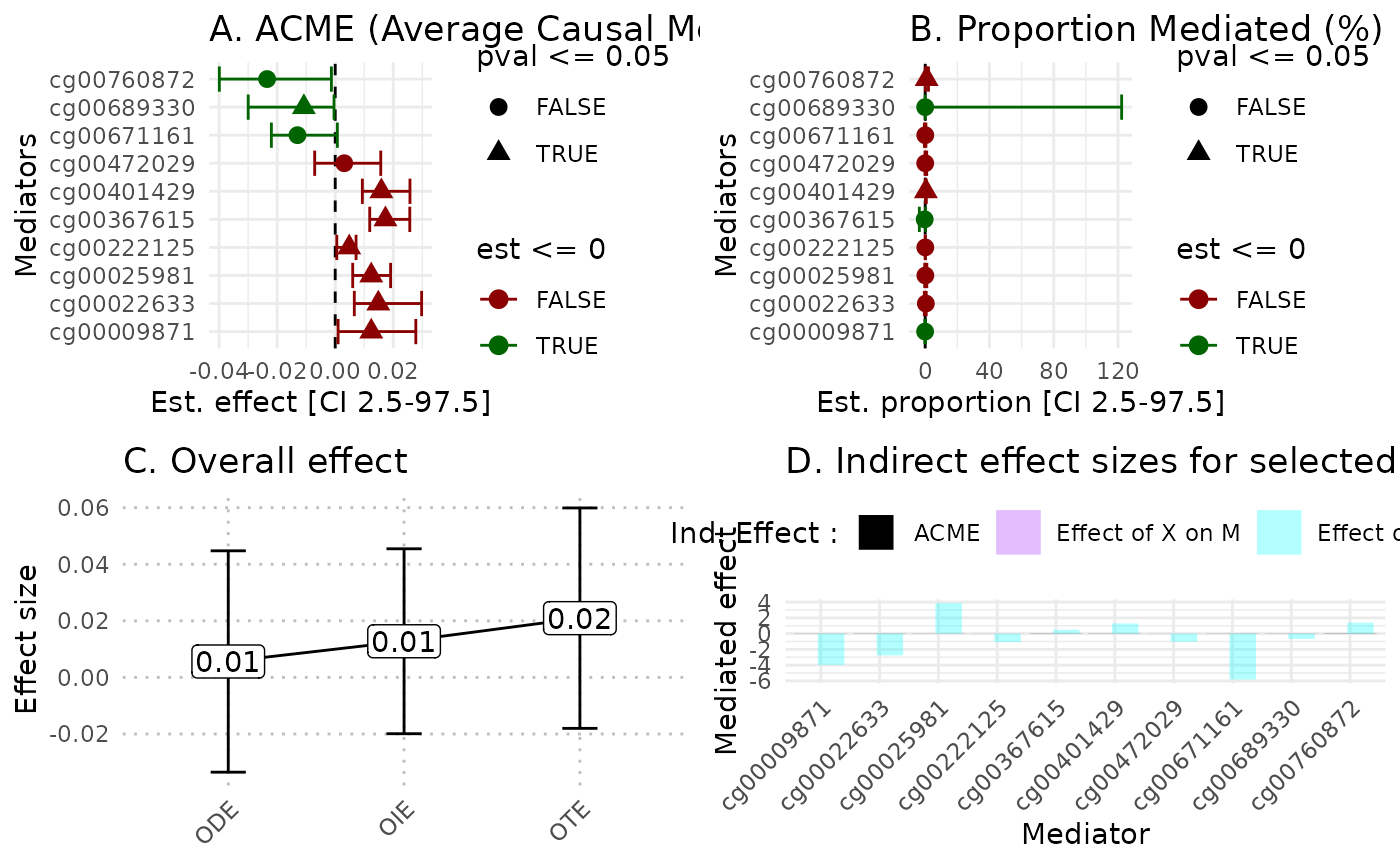 A. ACME (Average Causal
pval <= 0.05
FALSE
TRUE
est <= 0
FALSE
TRUE
Mediators
cg00760872
cg00689330
cg00671161
cg00472029
cg00401429
cg00367615
cg00222125
cg00025981
cg00022633
cg00009871
-0.04 -0.02 0.00 0.02
Est. effect [CI 2.5-97.5]
B. Proportion Mediated (%)
pval <= 0.05
FALSE
TRUE
est <= 0
FALSE
TRUE
Mediators
cg00760872
cg00689330
cg00671161
cg00472029
cg00401429
cg00367615
cg00222125
cg00025981
cg00022633
cg00009871
0 40 80 120
Est. proportion [CI 2.5-97.5]
C. Overall effect
Effect size
0.06
0.04
0.02
0.00
-0.02
0.01
0.01
0.02
ODE
OIE
OTE
D. Indirect effect sizes for selected
Ind. Effect :
ACME
Effect of X on M
Effect
Mediated effect
4
2
0
-2
-4
-6
cg00009871
cg00022633
cg00025981
cg00222125
cg00367615
cg00401429
cg00472029
cg00671161
cg00689330
cg00760872
Mediator